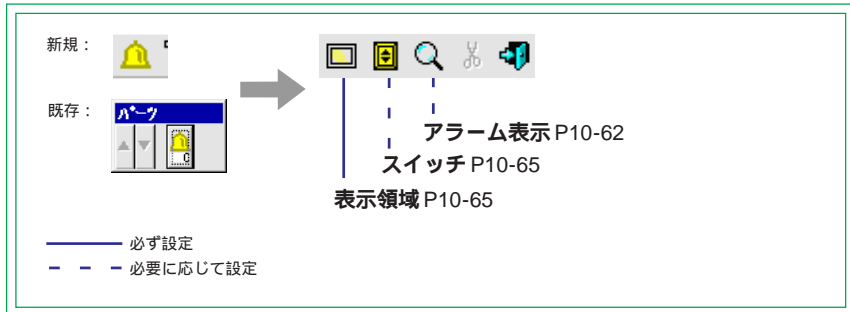 新規：
既存：
パーツ
0
アラーム表示 P10-62
スイッチ P10-65
表示領域 P10-65
必ず設定
必要に応じて設定